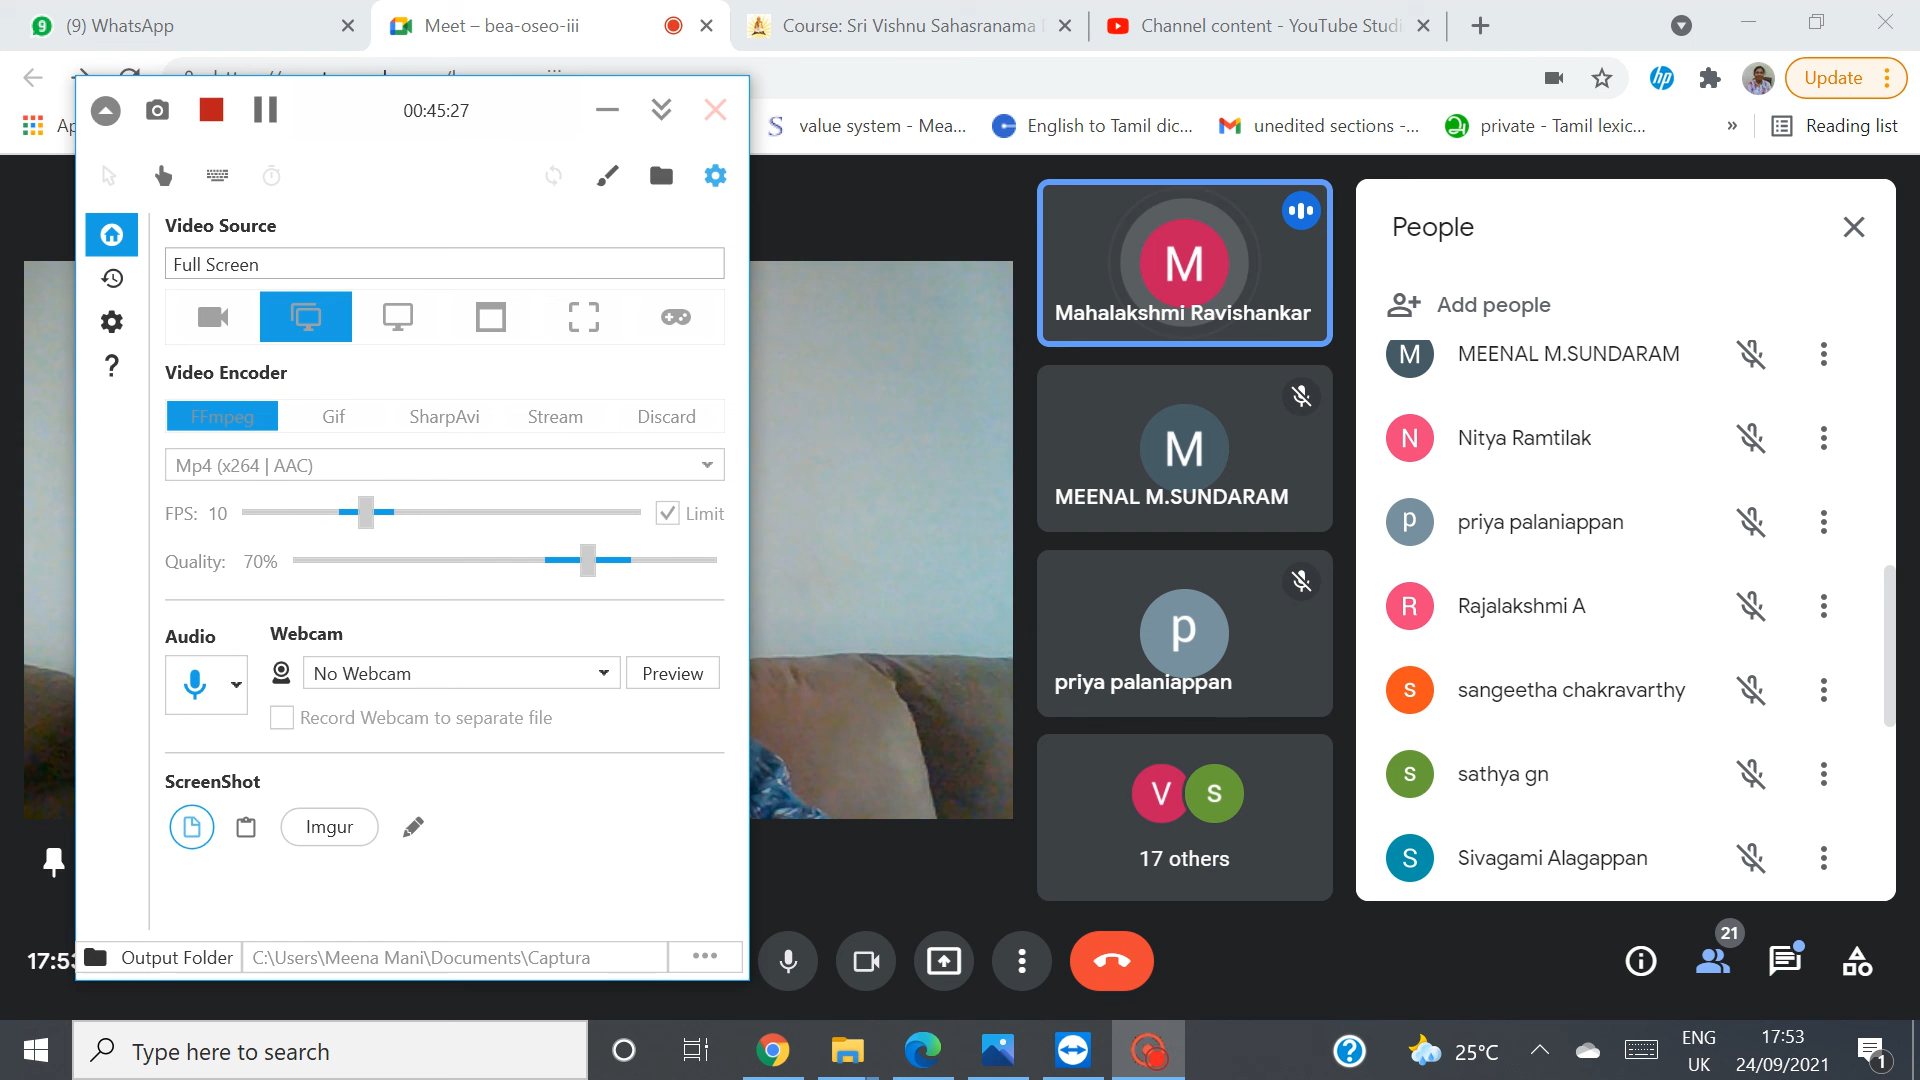 (9) WhatsApp
Meet – bea-oseo-iii
Course: Sri Vishnu Sahasranama
Channel content - YouTube Studi
Update
value system - Mea...
English to Tamil dic...
unedited sections -...
private - Tamil lexic...
»
Reading list
00:45:27
Video Source
Full Screen
Video Encoder
FFmpeg Gif SharpAvi Stream Discard
Mp4 (x264 | AAC)
FPS: 10
Limit
Quality: 70%
Audio
Webcam
No Webcam
Preview
Record Webcam to separate file
ScreenShot
Imgur
Output Folder
C:\Users\Meena Mani\Documents\Captura
17:53
M
Mahalakshmi Ravishankar
M
MEENAL M.SUNDARAM
p
priya palaniappan
V s
17 others
People
Add people
M MEENAL M.SUNDARAM
N Nitya Ramtilak
p priya palaniappan
R Rajalakshmi A
s sangeetha chakravarthy
s sathya gn
S Sivagami Alagappan
21
Type here to search
25°C
ENG
UK
17:53
24/09/2021
1